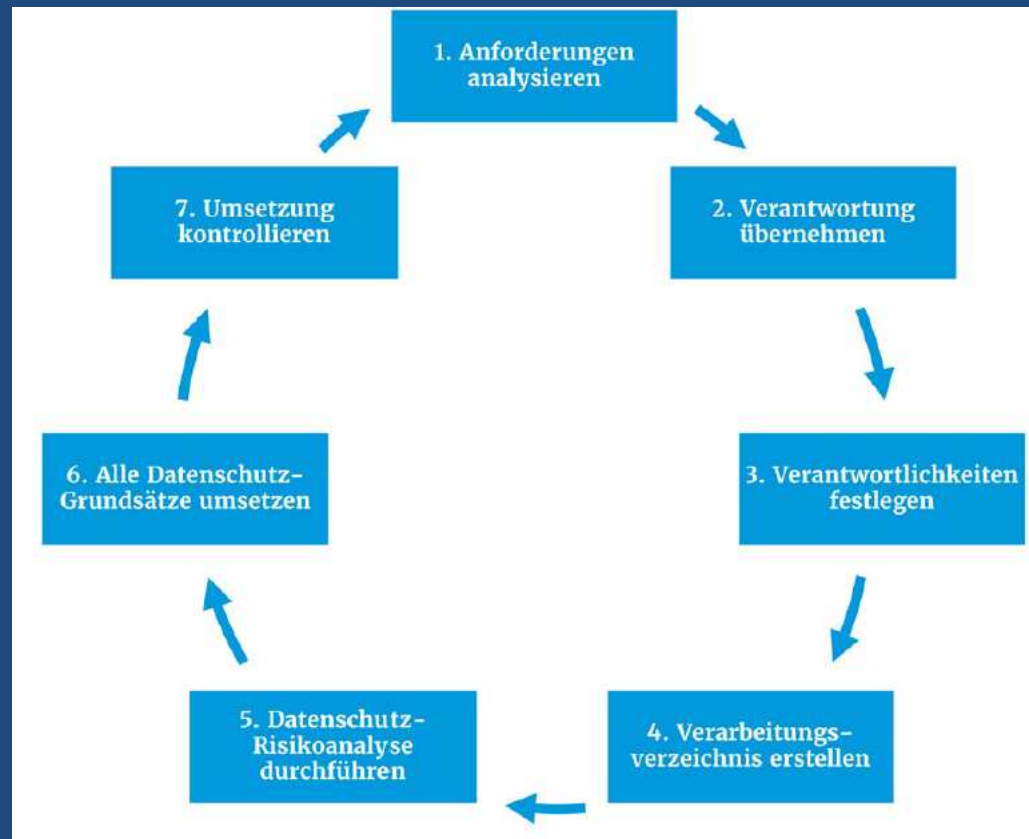 1. Anforderungen
analysieren
2. Verantwortung
übernehmen
3. Verantwortlichkeiten
festlegen
4. Verarbeitungs-
verzeichnis erstellen
5. Datenschutz-
Risikoanalyse
durchführen
6. Alle Datenschutz-
Grundsätze umsetzen
7. Umsetzung
kontrollieren